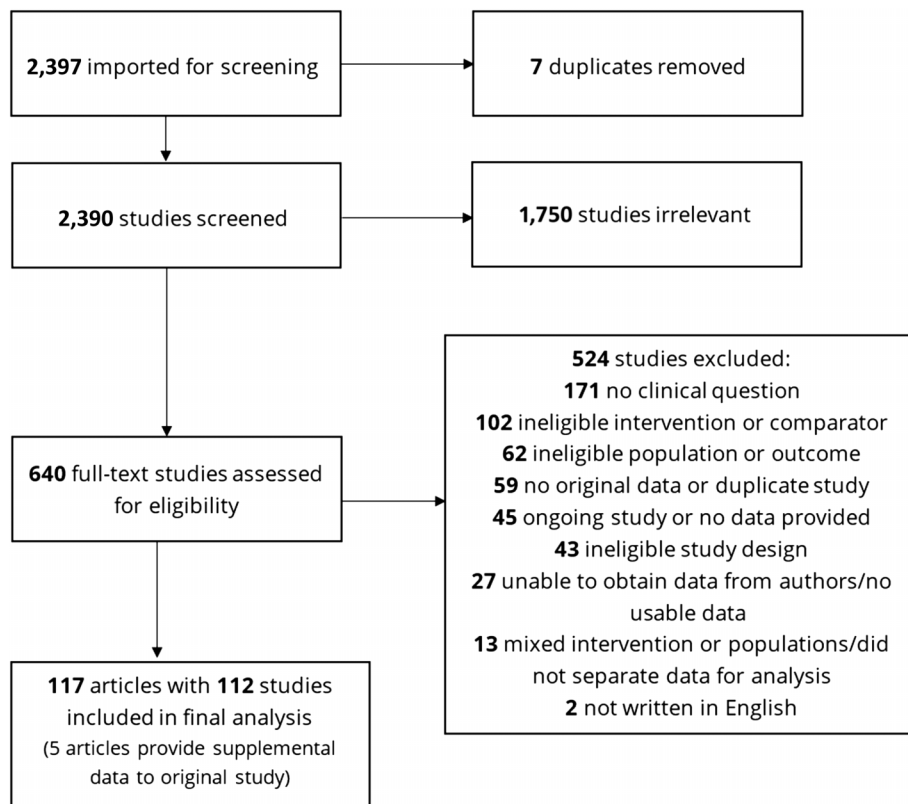 2,397 imported for screening
7 duplicates removed
2,390 studies screened
1,750 studies irrelevant
640 full-text studies assessed
for eligibility
524 studies excluded:
171 no clinical question
102 ineligible intervention or comparator
62 ineligible population or outcome
59 no original data or duplicate study
45 ongoing study or no data provided
43 ineligible study design
27 unable to obtain data from authors/no
usable data
13 mixed intervention or populations/did
not separate data for analysis
2 not written in English
117 articles with 112 studies
included in final analysis
(5 articles provide supplemental
data to original study)